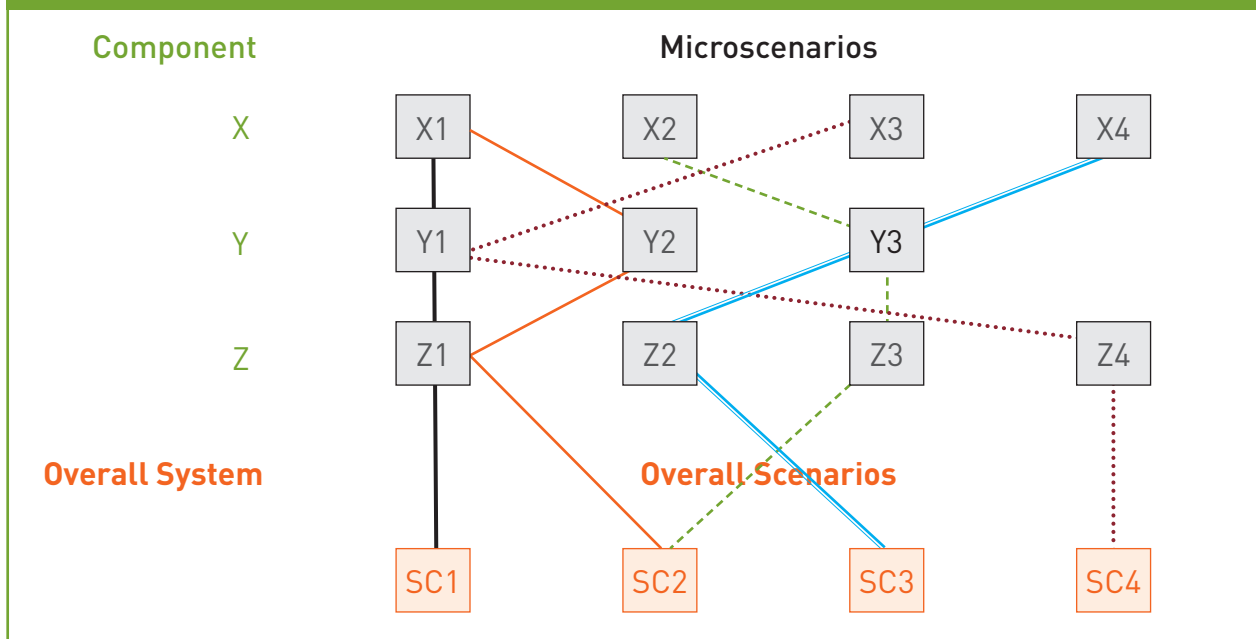 Component Microscenarios
X X1 X2 X3 X4
Y Y1 Y2 Y3
Z Z1 Z2 Z3 Z4
Overall System Overall Scenarios
SC1 SC2 SC3 SC4